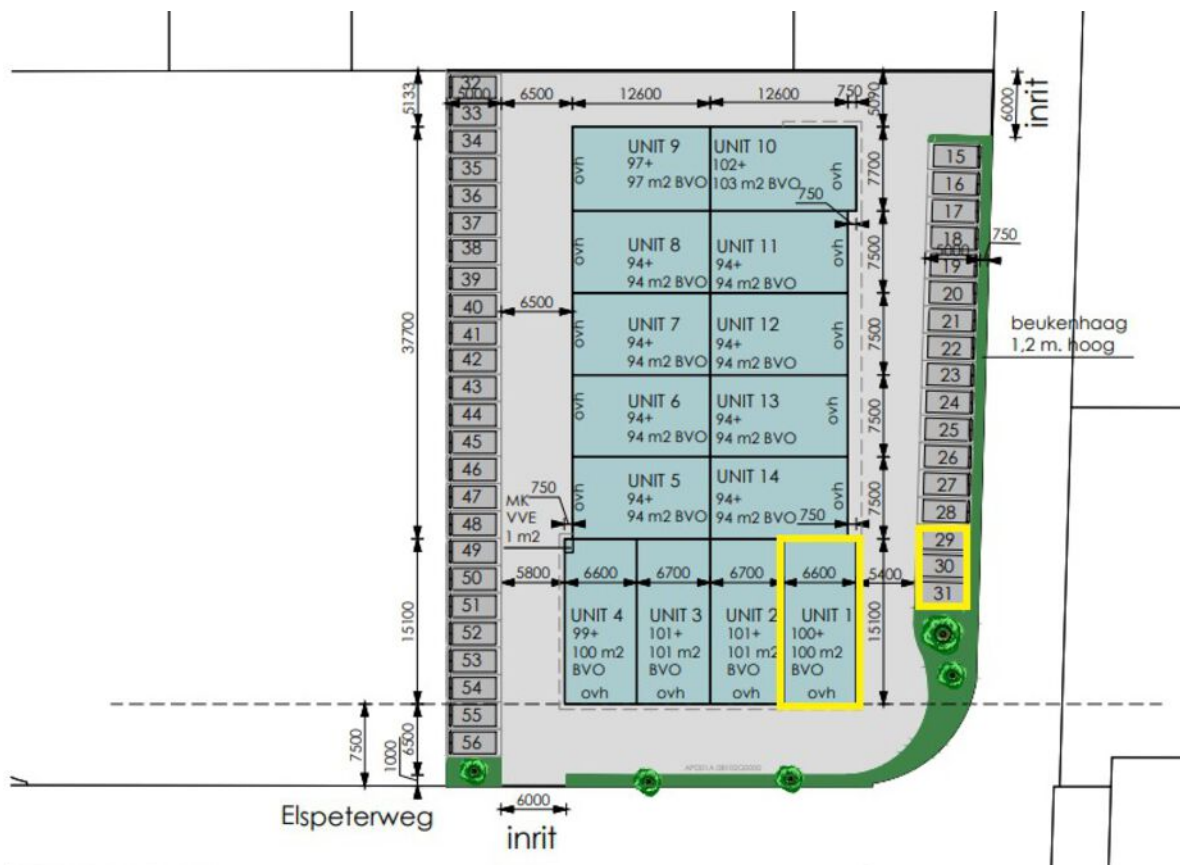 32
5000
6500
12600
12600
750
5133
5090
6000
inrit
33
34
35
36
37
38
39
40
41
42
43
44
45
46
47
48
49
50
51
52
53
54
55
56
UNIT 9
97+
97 m2 BVO
ovh
UNIT 10
102+
103 m2 BVO
ovh
7700
750
UNIT 8
94+
94 m2 BVO
ovh
UNIT 11
94+
94 m2 BVO
ovh
7500
6500
37700
UNIT 7
94+
94 m2 BVO
ovh
UNIT 12
94+
94 m2 BVO
ovh
7500
UNIT 6
94+
94 m2 BVO
ovh
UNIT 13
94+
94 m2 BVO
ovh
7500
UNIT 5
94+
94 m2 BVO
ovh
UNIT 14
94+
94 m2 BVO
ovh
7500
750
750
MK
VVE
1 m2
15
16
17
18
750
5000
19
20
21
22
23
24
25
26
27
28
29
30
31
beukenhaag
1,2 m. hoog
5800
6600
6700
6700
6600
5400
15100
15100
UNIT 4
99+
100 m2
BVO
ovh
UNIT 3
101+
101 m2
BVO
ovh
UNIT 2
101+
101 m2
BVO
ovh
UNIT 1
100+
100 m2
BVO
ovh
7500
1000
6500
6000
Elspeterweg
inrit